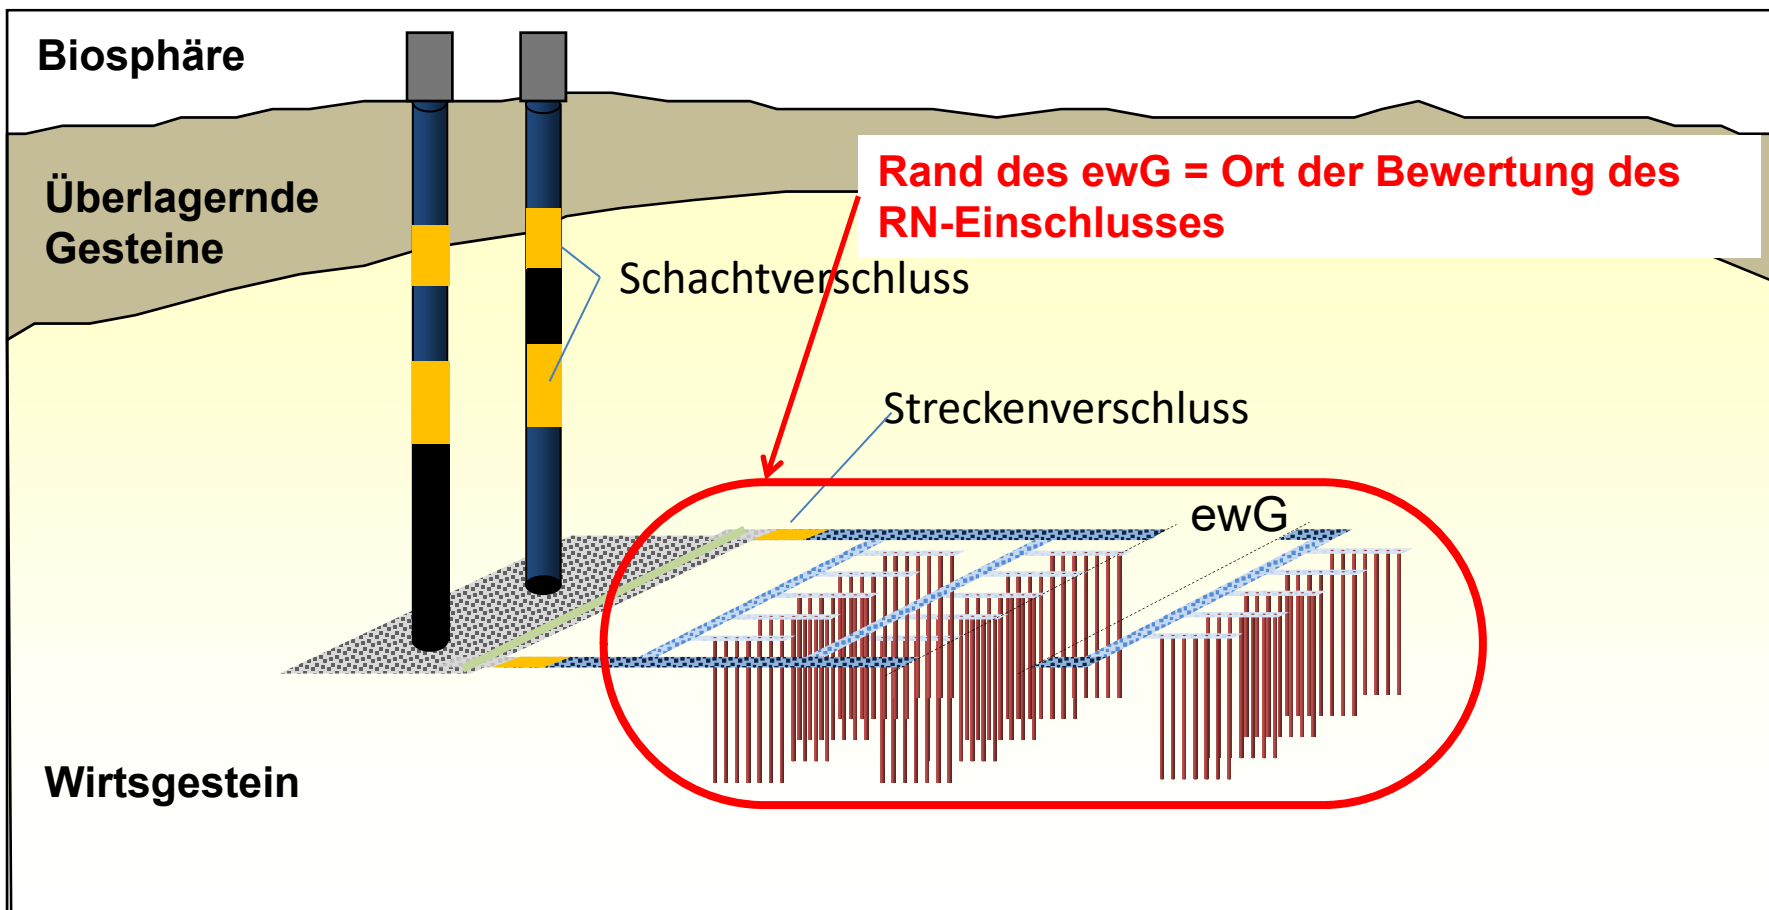 Biosphäre
Überlagernde
Gesteine
Rand des ewG = Ort der Bewertung des
RN-Einschlusses
Schachtverschluss
Streckenverschluss
ewG
Wirtsgestein